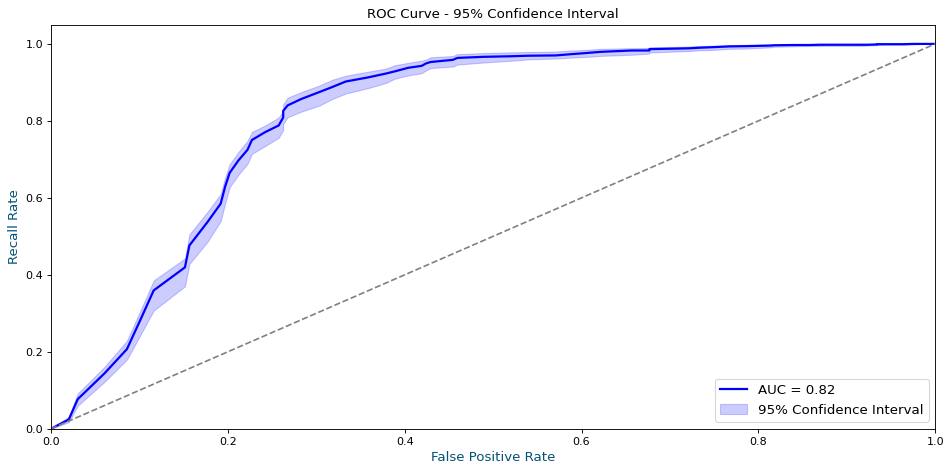 ROC Curve - 95% Confidence Interval
1.0
0.8
0.6
0.4
0.2
0.0
Recall Rate
0.0 0.2 0.4 0.6 0.8 1.0
False Positive Rate
AUC = 0.82
95% Confidence Interval